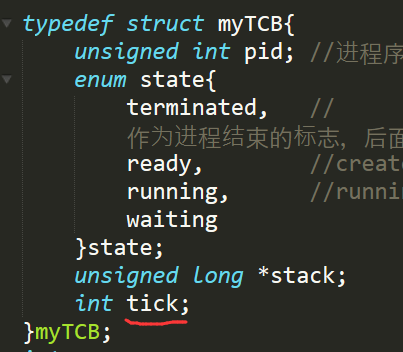 typedef struct myTCB{
unsigned int pid; //进程序
enum state{
terminated, //
作为进程结束的标志，后面
ready, //create
running, //runnin
waiting
}state;
unsigned long *stack;
int tick;
}myTCB;